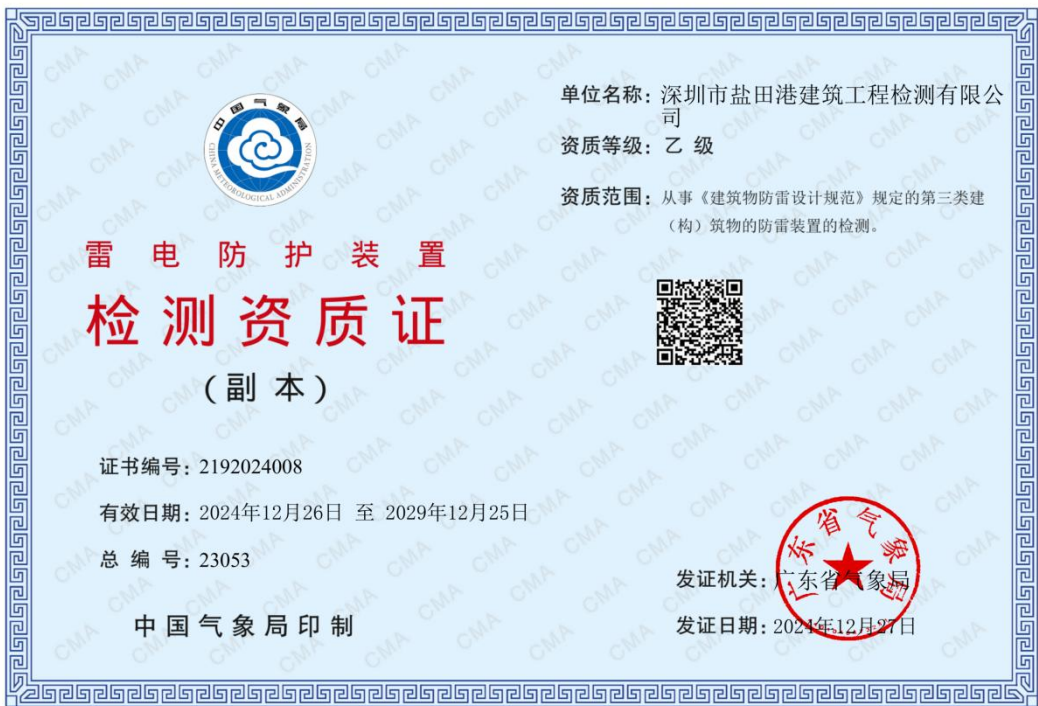 中国气象局
CHINA METEOROLOGICAL ADMINISTRATION
雷电防护装置
检测资质证
（副本）
证书编号：2192024008
有效日期：2024年12月26日 至 2029年12月25日
总 编 号：23053
中国气象局印制
单位名称：深圳市盐田港建筑工程检测有限公
司
资质等级：乙 级
资质范围：从事《建筑物防雷设计规范》规定的第三类建
（构）筑物的防雷装置的检测。
广东省气象局
发证机关：广东省气象局
发证日期：2024年12月27日
CMA